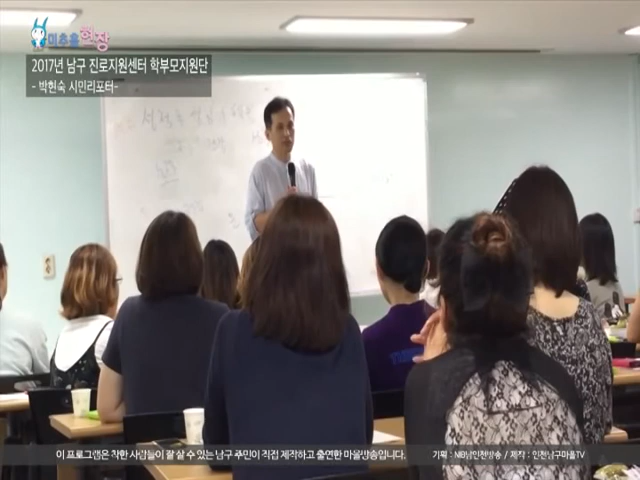 미추홀현장
2017년 남구 진로지원센터 학부모지원단
- 박현숙 시민리포터-
이 프로그램은 착한 사람들이 잘 살 수 있는 남구 주민이 직접 제작하고 출연한 마을방송입니다.
기획 : NIB남인천방송 / 제작 : 인천남구마을TV